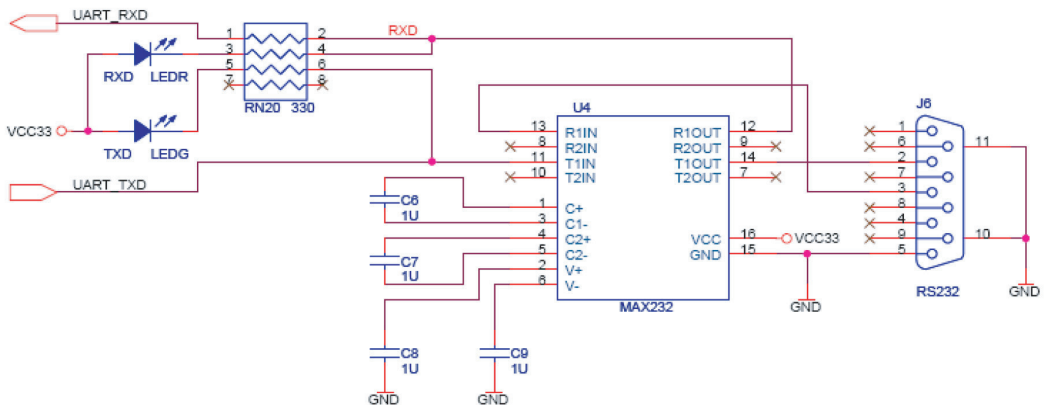 UART_RXD
1 2 RXD
3 4
5 6
7 8
RXD LEDR
RN20 330
VCC33
TXD LEDG
UART_TXD
U4
13 R1IN R1OUT 12
8 R2IN R2OUT 9
11 T1IN T1OUT 14
10 T2IN T2OUT 7
1 C+
3 C1-
4 C2+
5 C2-
2 V+
6 V-
VCC 16 VCC33
GND 15
MAX232
C6
1U
C7
1U
C8
1U
GND
C9
1U
GND
GND
J6
1
6
2
7
3
8
4
9
5
11
10
RS232
GND